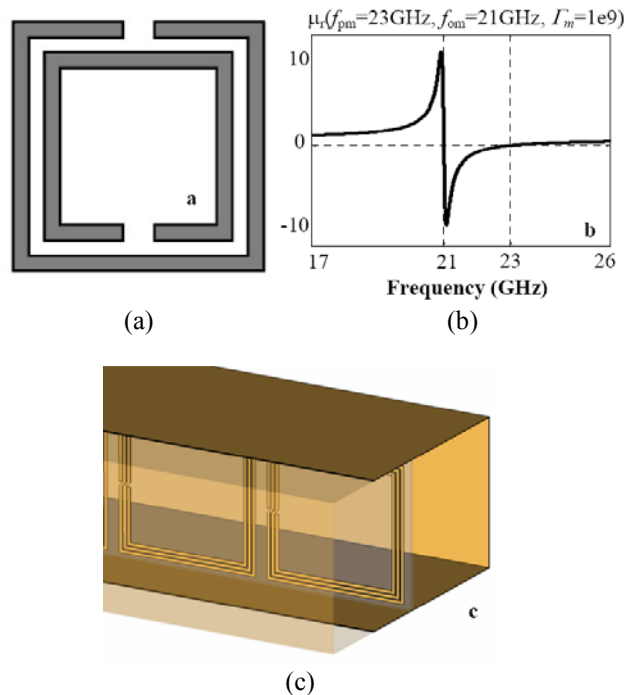 a
μr(fpm=23GHz, fom=21GHz, Γm=1e9)
10
0
-10
b
17 21 23 26
Frequency (GHz)
(a) (b)
c
(c)